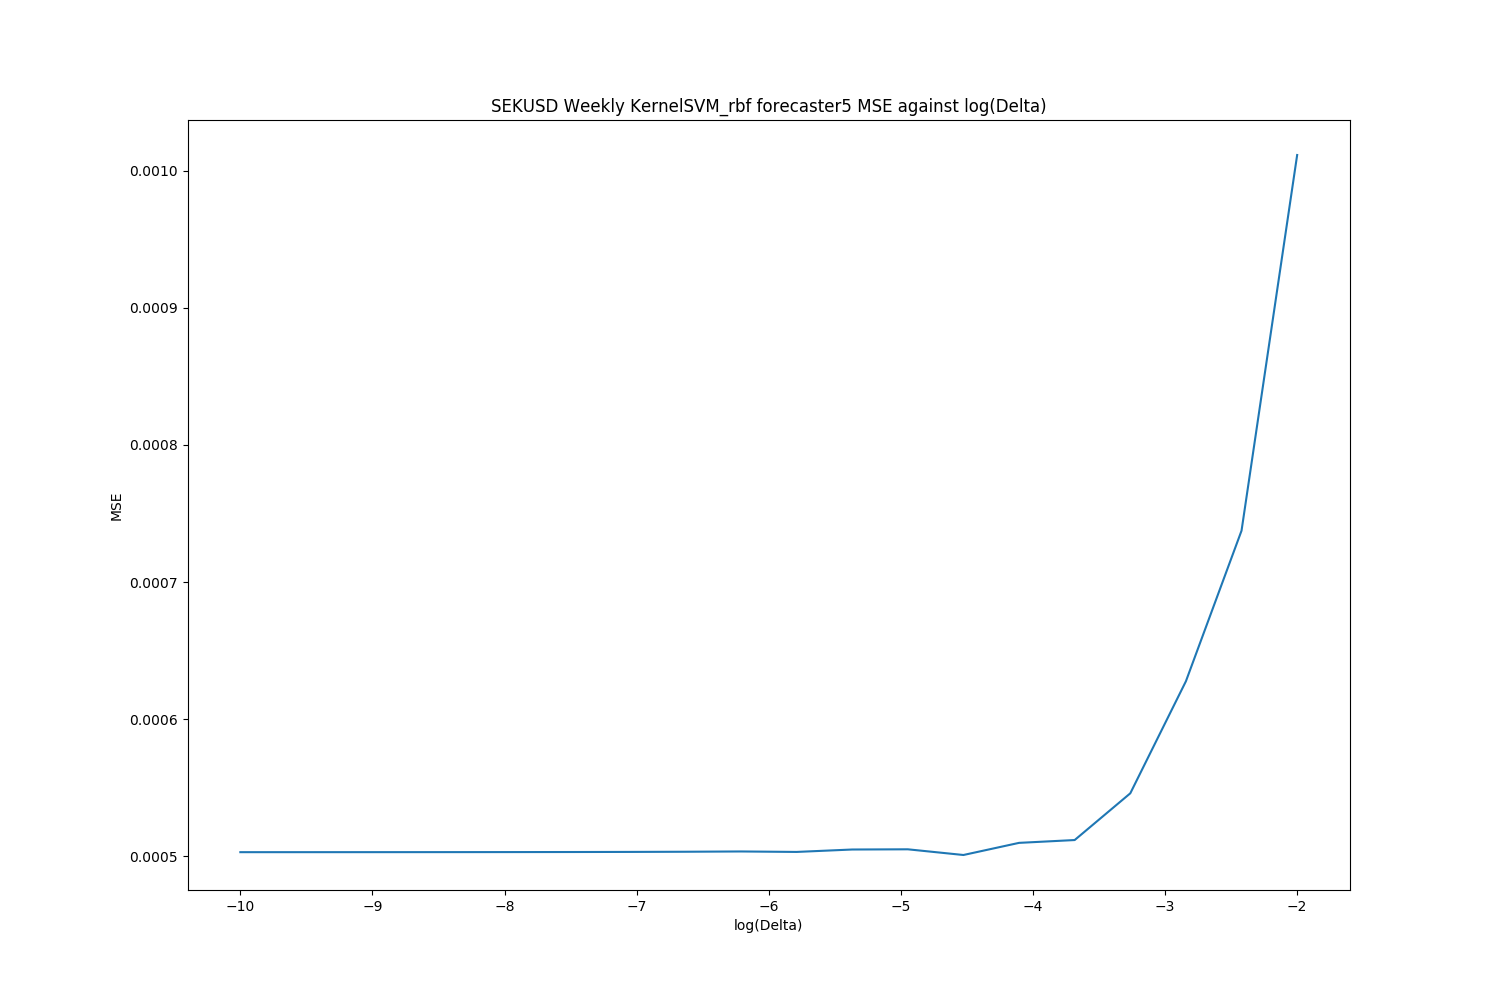 SEKUSD Weekly KernelSVM_rbf forecaster5 MSE against log(Delta)
0.0010
0.0009
0.0008
0.0007
0.0006
0.0005
MSE
−10 −9 −8 −7 −6 −5 −4 −3 −2
log(Delta)